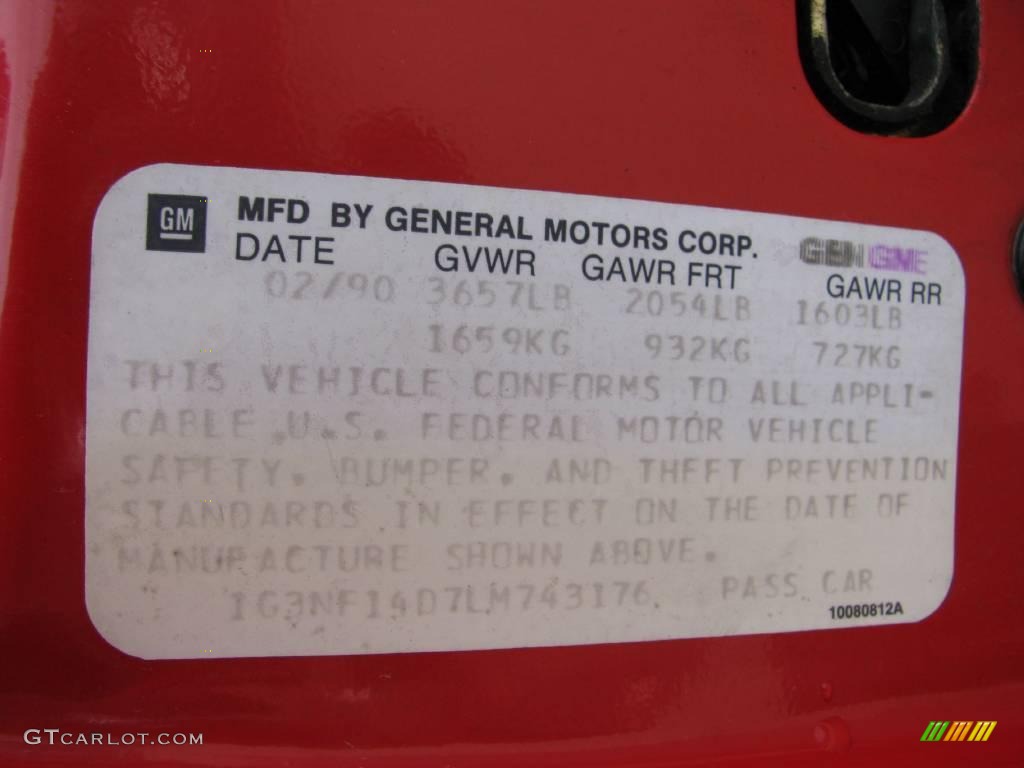 GM MFD BY GENERAL MOTORS CORP. GEN GME
DATE GVWR GAWR FRT GAWR RR
02/90 3657LB 2054LB 1603LB
1659KG 932KG 727KG
THIS VEHICLE CONFORMS TO ALL APPLI-
CABLE U.S. FEDERAL MOTOR VEHICLE
SAFETY, BUMPER, AND THEFT PREVENTION
STANDARDS IN EFFECT ON THE DATE OF
MANUFACTURE SHOWN ABOVE.
1G3NF14D7LM743176 PASS CAR
10080812A
GTCARLOT.COM